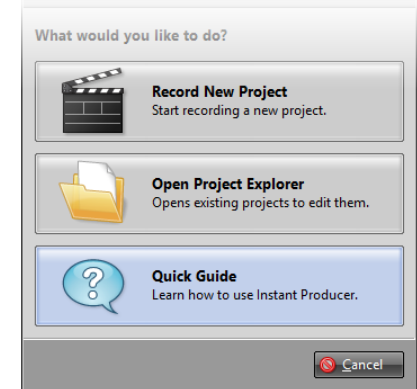 What would you like to do?
Record New Project
Start recording a new project.
Open Project Explorer
Opens existing projects to edit them.
Quick Guide
Learn how to use Instant Producer.
Cancel